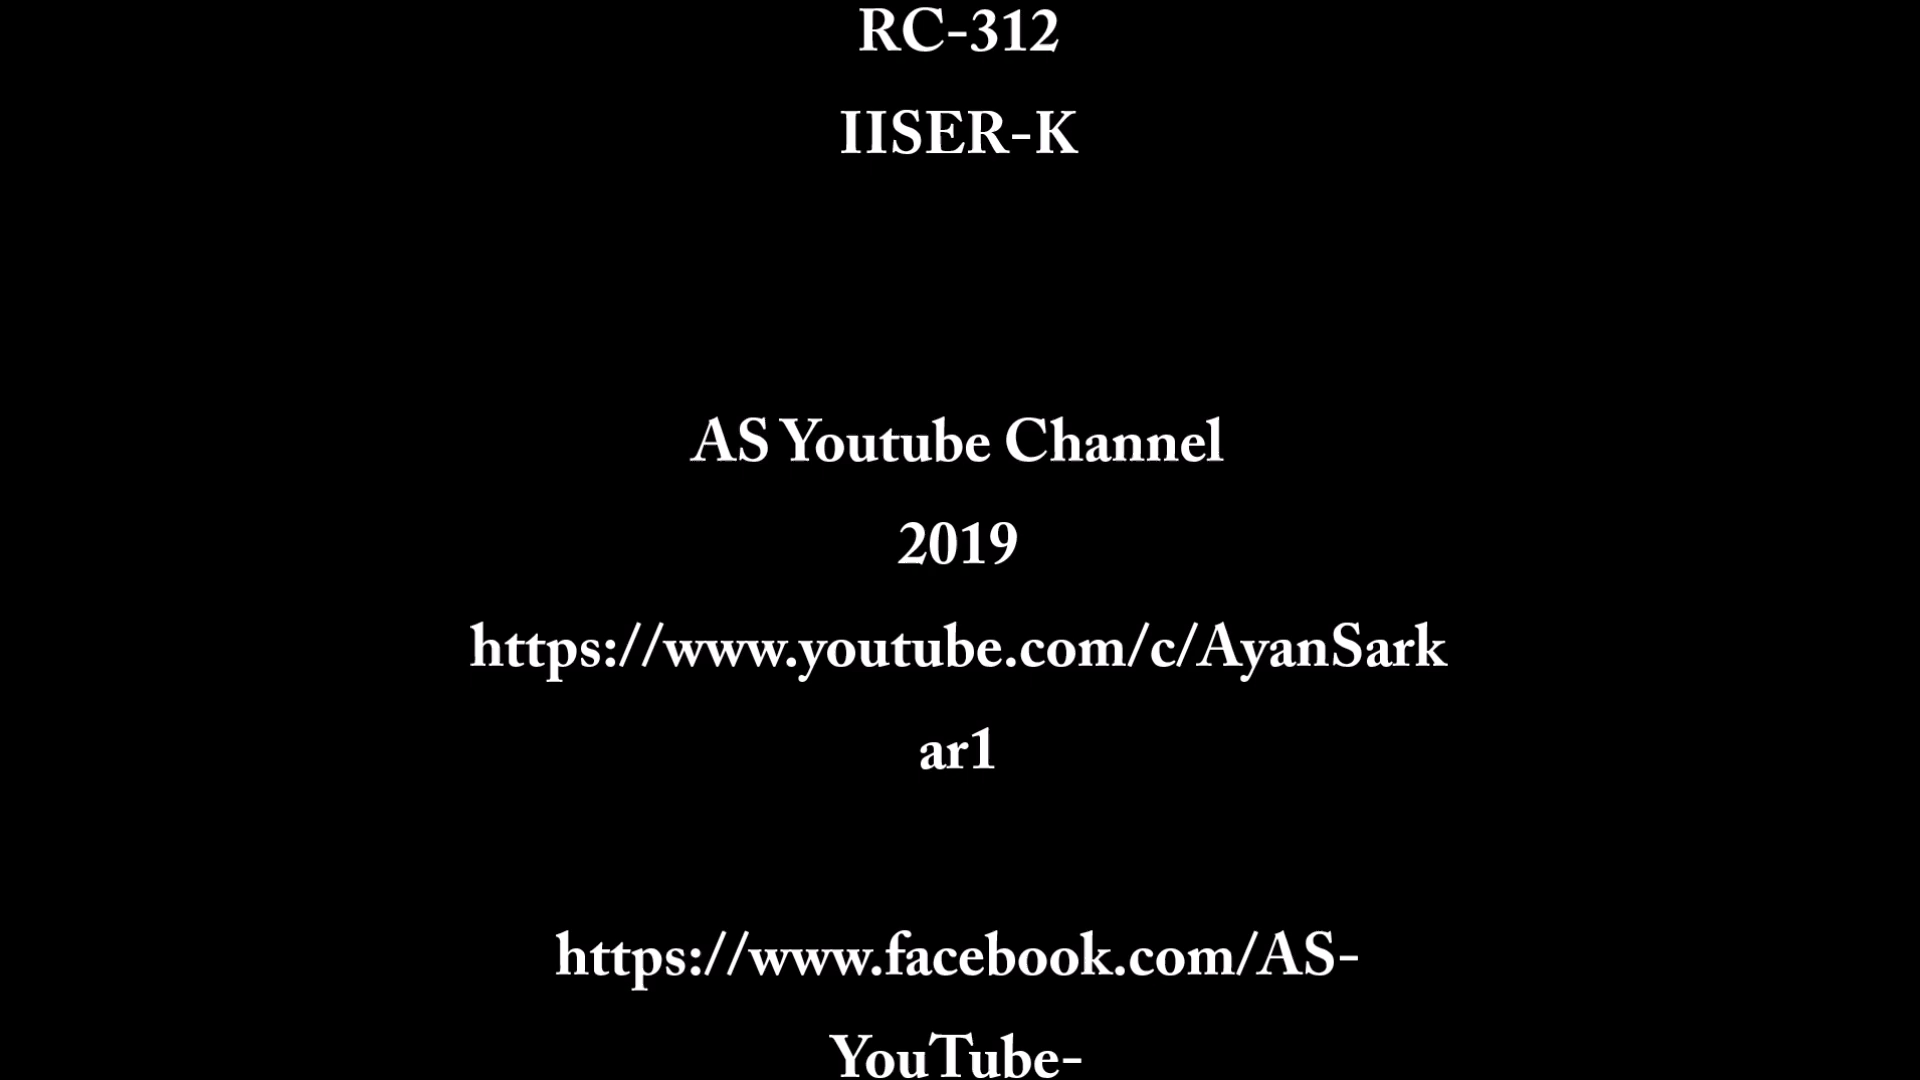 RC-312
IISER-K
AS Youtube Channel
2019
https://www.youtube.com/c/AyanSark
ar1
https://www.facebook.com/AS-
YouTube-